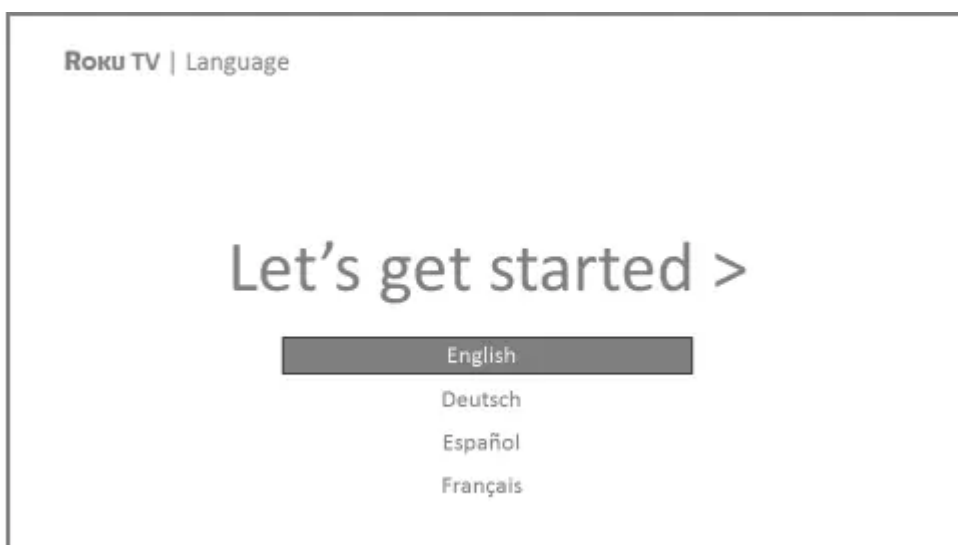 Roku TV | Language
Let's get started >
English
Deutsch
Español
Français